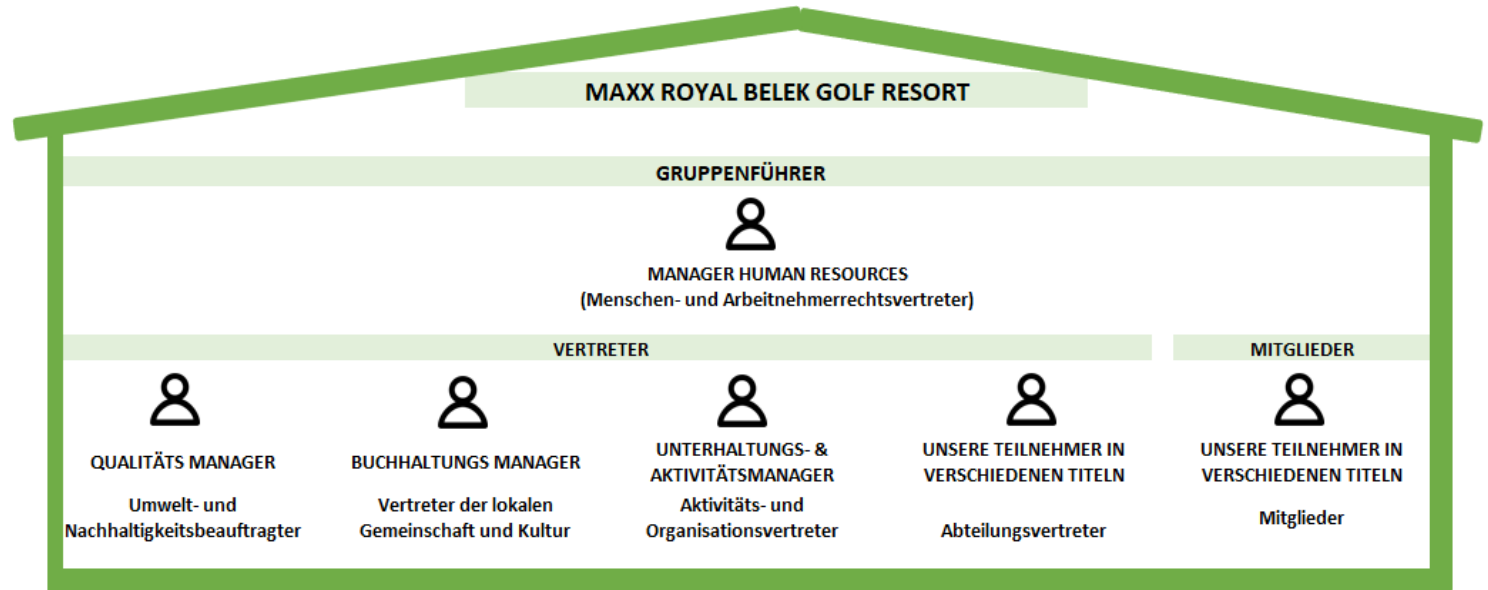 MAXX ROYAL BELEK GOLF RESORT
GRUPPENFÜHRER
MANAGER HUMAN RESOURCES
(Menschen- und Arbeitnehmerrechtsvertreter)
VERTRETER
QUALITÄTS MANAGER
Umwelt- und
Nachhaltigkeitsbeauftragter
BUCHHALTUNGS MANAGER
Vertreter der lokalen
Gemeinschaft und Kultur
UNTERHALTUNGS- &
AKTIVITÄTSMANAGER
Aktivitäts- und
Organisationsvertreter
UNSERE TEILNEHMER IN
VERSCHIEDENEN TITELN
Abteilungsvertreter
MITGLIEDER
UNSERE TEILNEHMER IN
VERSCHIEDENEN TITELN
Mitglieder